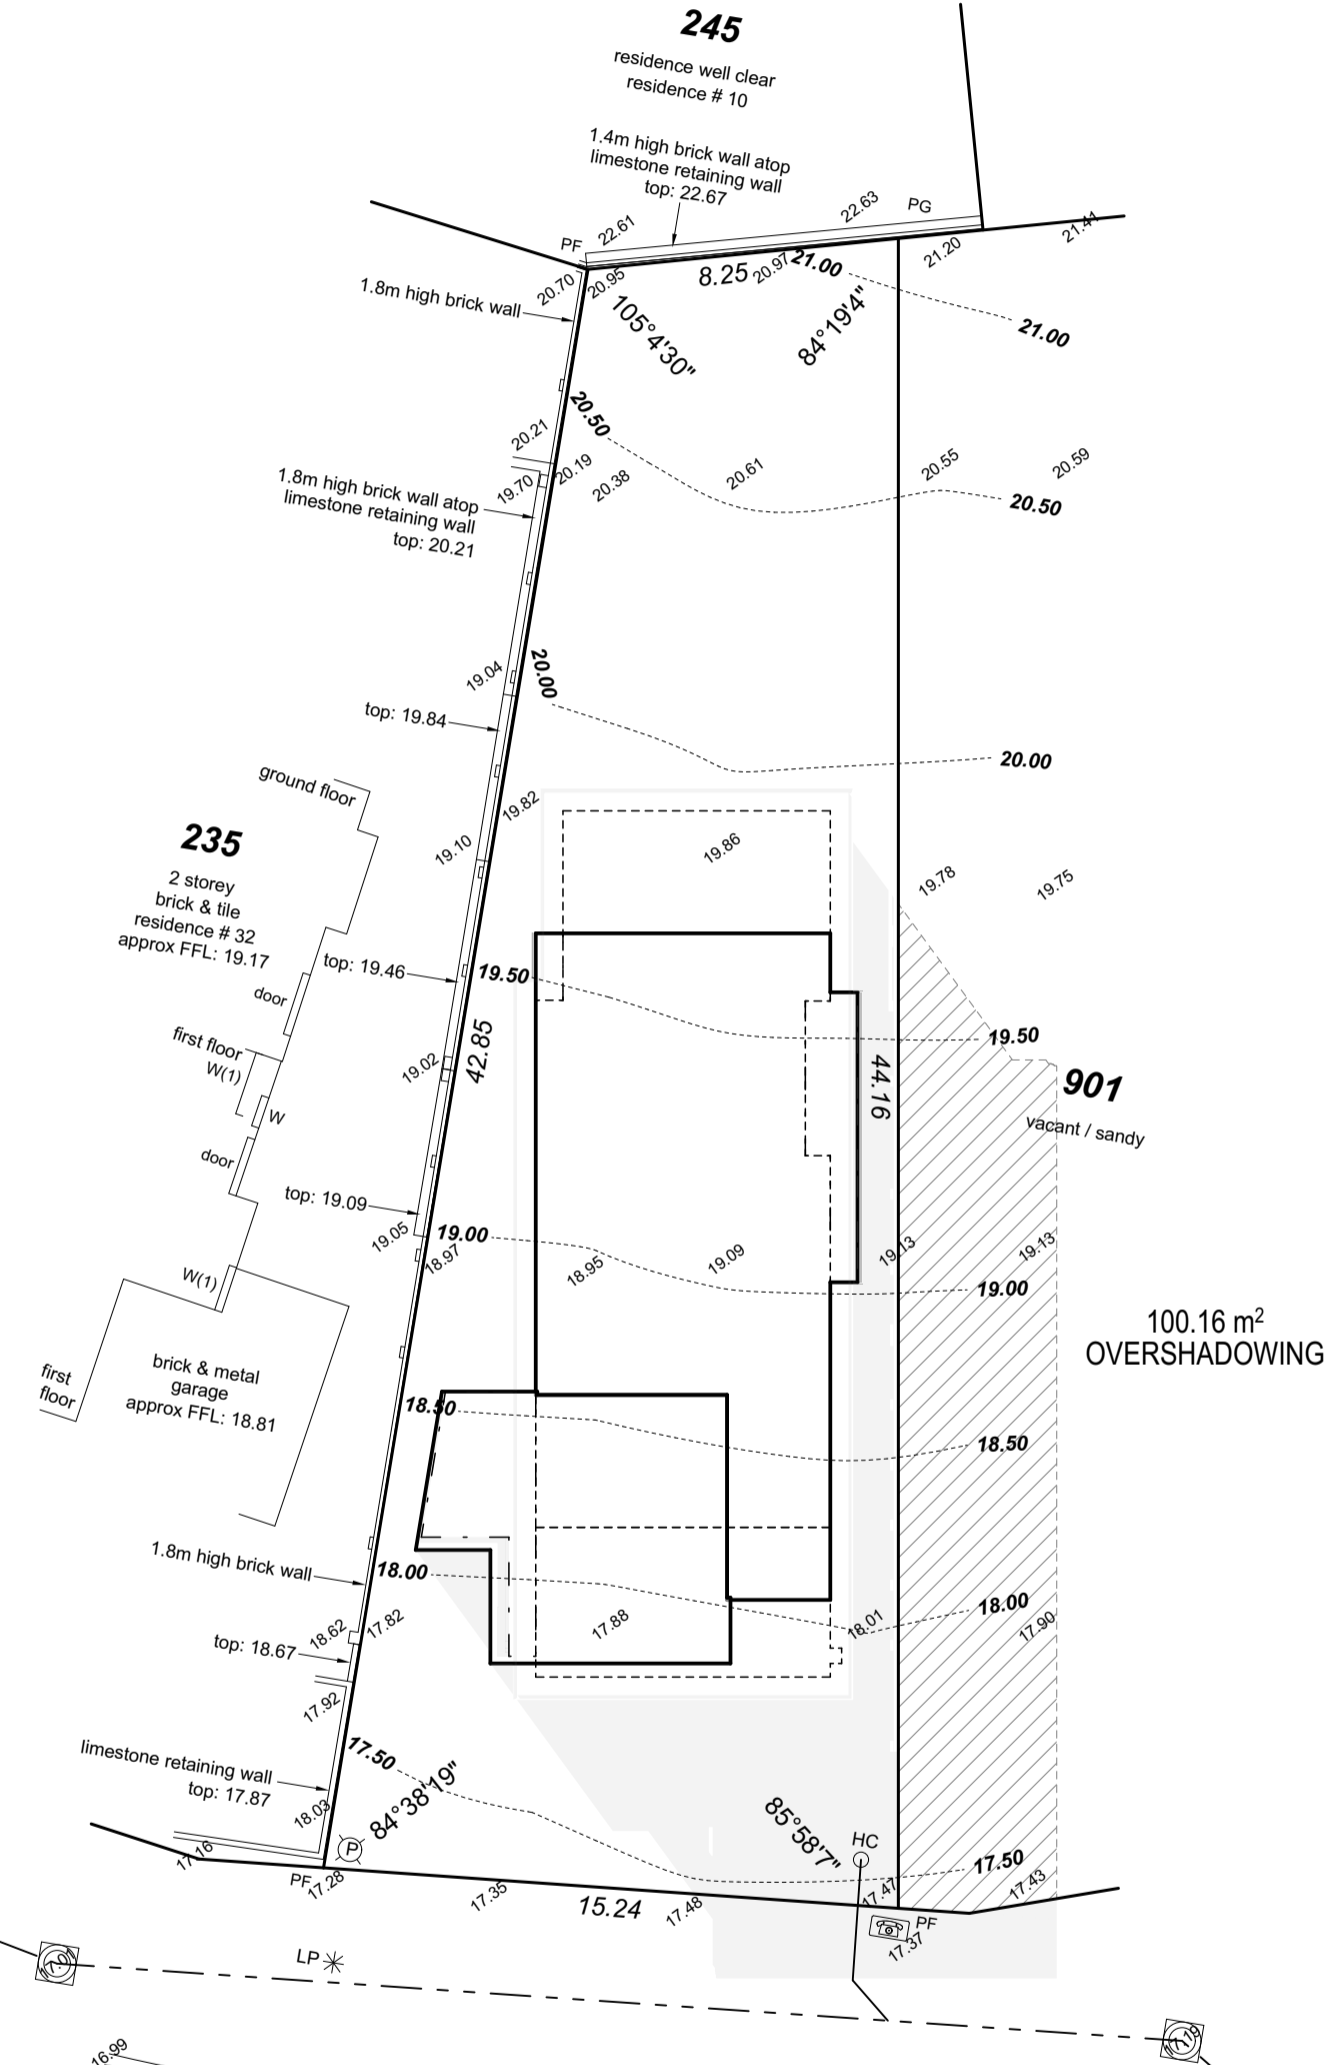 245
residence well clear
residence # 10
1.4m high brick wall atop
limestone retaining wall
top: 22.67
22.63
PG
22.61
PF
21.41
21.20
8.25
20.97
21.00
20.70
20.95
1.8m high brick wall
105°4'30"
84°19'4"
21.00
20.50
20.21
20.19
20.38
20.61
20.55
20.59
20.50
19.70
1.8m high brick wall atop
limestone retaining wall
top: 20.21
19.04
20.00
top: 19.84
20.00
ground floor
19.82
19.10
19.86
19.78
19.75
235
2 storey
brick & tile
residence # 32
approx FFL: 19.17
top: 19.46
19.50
door
19.50
first floor
W(1)
19.02
42.85
44.16
901
vacant / sandy
W
door
top: 19.09
19.05
19.00
18.97
18.95
19.09
19.13
19.13
W(1)
19.00
100.16 m²
OVERSHADOWING
first
floor
brick & metal
garage
approx FFL: 18.81
18.50
18.50
1.8m high brick wall
18.00
18.00
18.62
17.82
17.88
18.01
17.90
top: 18.67
17.92
17.50
limestone retaining wall
top: 17.87
18.03
84°38'19"
85°58'7"
HC
P
17.16
17.50
PF
17.28
17.35
15.24
17.48
17.47
17.43
PF
17.37
LP
17.19
16.99